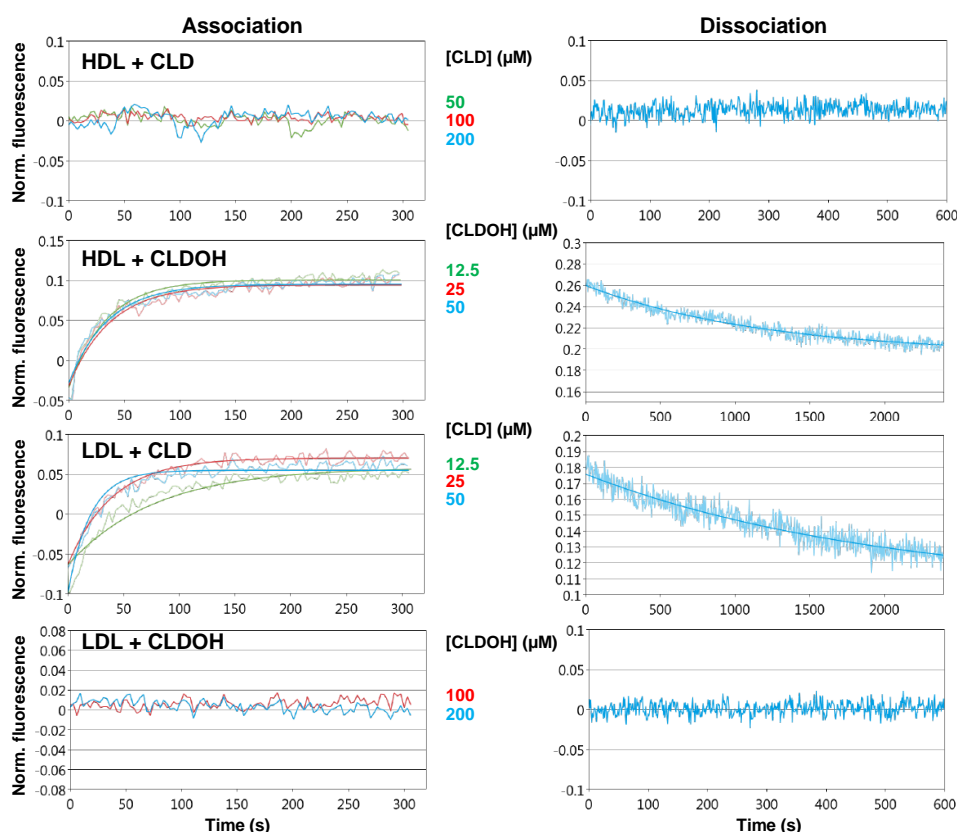 Association
Dissociation
Norm. fluorescence
0.1
0.05
0
-0.05
-0.1
HDL + CLD
0 50 100 150 200 250 300
[CLD] (µM)
50
100
200
0.1
0.05
0
-0.05
-0.1
0 100 200 300 400 500 600
Norm. fluorescence
0.15
0.1
0.05
0
-0.05
HDL + CLDOH
0 50 100 150 200 250 300
[CLDOH] (µM)
12.5
25
50
0.3
0.28
0.26
0.24
0.22
0.2
0.18
0.16
0 500 1000 1500 2000
Norm. fluorescence
0.1
0.05
0
-0.05
-0.1
LDL + CLD
0 50 100 150 200 250 300
[CLD] (µM)
12.5
25
50
0.2
0.19
0.18
0.17
0.16
0.15
0.14
0.13
0.12
0.11
0.1
0 500 1000 1500 2000
Norm. fluorescence
0.08
0.06
0.04
0.02
0
-0.02
-0.04
-0.06
-0.08
LDL + CLDOH
0 50 100 150 200 250 300
Time (s)
[CLDOH] (µM)
100
200
0.1
0.05
0
-0.05
-0.1
0 100 200 300 400 500 600
Time (s)